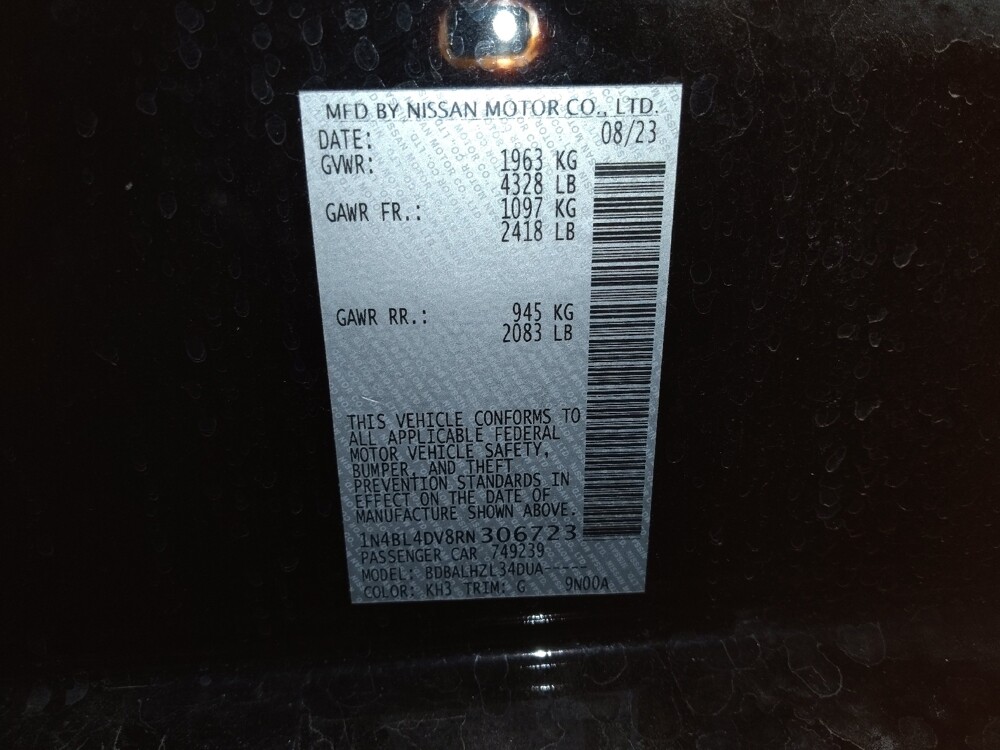 MFD BY NISSAN MOTOR CO., LTD.
DATE: 08/23
GVWR: 1963 KG
4328 LB
GAWR FR.: 1097 KG
2418 LB
GAWR RR.: 945 KG
2083 LB
THIS VEHICLE CONFORMS TO
ALL APPLICABLE FEDERAL
MOTOR VEHICLE SAFETY,
BUMPER, AND THEFT
PREVENTION STANDARDS IN
EFFECT ON THE DATE OF
MANUFACTURE SHOWN ABOVE.
1N4BL4DV8RN306723
PASSENGER CAR 749239
MODEL: BDBALHZL34DUA-----
COLOR: KH3 TRIM: G 9N00A